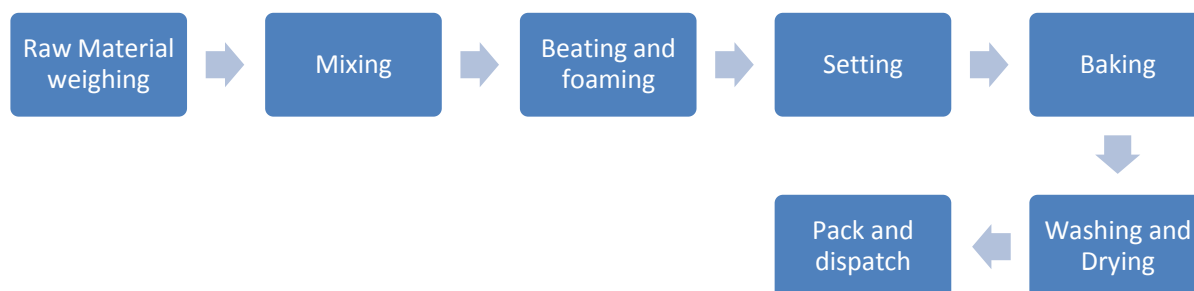 Raw Material
weighing
Mixing
Beating and
foaming
Setting
Baking
Washing and
Drying
Pack and
dispatch